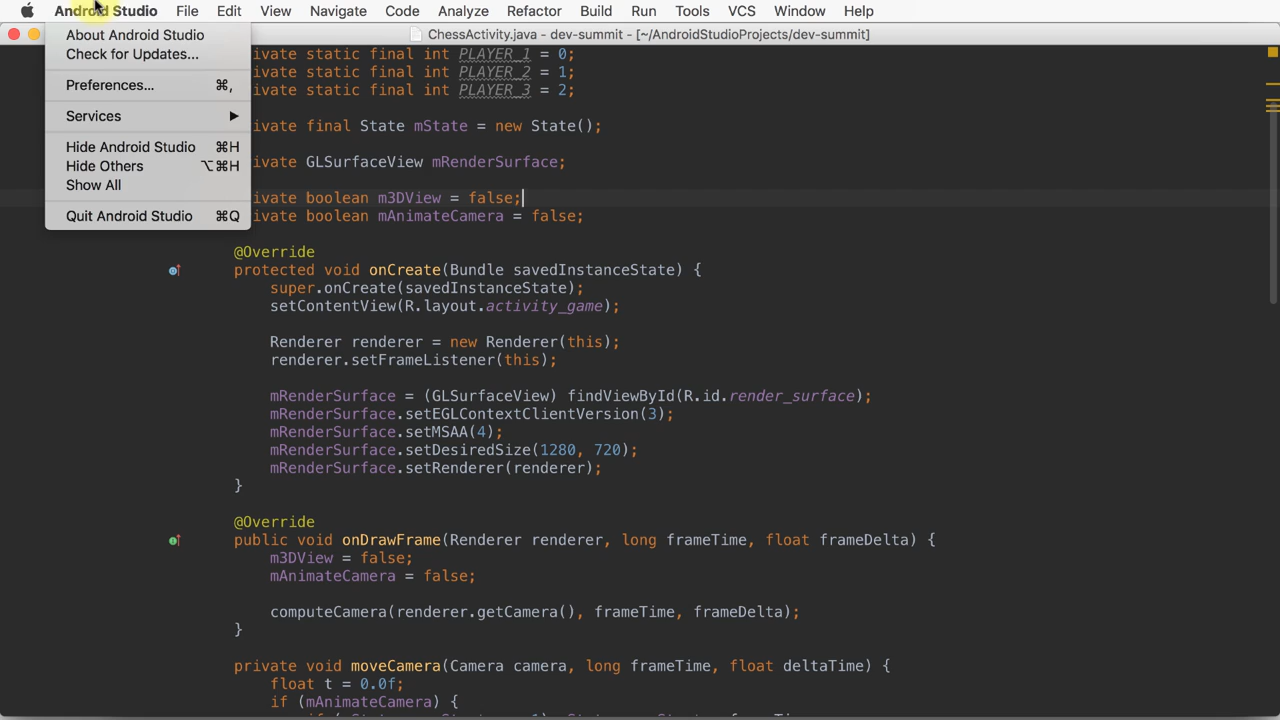 Android Studio File Edit View Navigate Code Analyze Refactor Build Run Tools VCS Window Help
ChessActivity.java - dev-summit - [~/AndroidStudioProjects/dev-summit]
About Android Studio
Check for Updates...
Preferences... ⌘,
Services ▶
Hide Android Studio ⌘H
Hide Others ⌥⌘H
Show All
Quit Android Studio ⌘Q
ivate static final int PLAYER_1 = 0;
ivate static final int PLAYER_2 = 1;
ivate static final int PLAYER_3 = 2;
ivate final State mState = new State();
ivate GLSurfaceView mRenderSurface;
ivate boolean m3DView = false;
ivate boolean mAnimateCamera = false;
@Override
protected void onCreate(Bundle savedInstanceState) {
super.onCreate(savedInstanceState);
setContentView(R.layout.activity_game);
Renderer renderer = new Renderer(this);
renderer.setFrameListener(this);
mRenderSurface = (GLSurfaceView) findViewById(R.id.render_surface);
mRenderSurface.setEGLContextClientVersion(3);
mRenderSurface.setMSAA(4);
mRenderSurface.setDesiredSize(1280, 720);
mRenderSurface.setRenderer(renderer);
}
@Override
public void onDrawFrame(Renderer renderer, long frameTime, float frameDelta) {
m3DView = false;
mAnimateCamera = false;
computeCamera(renderer.getCamera(), frameTime, frameDelta);
}
private void moveCamera(Camera camera, long frameTime, float deltaTime) {
float t = 0.0f;
if (mAnimateCamera) {